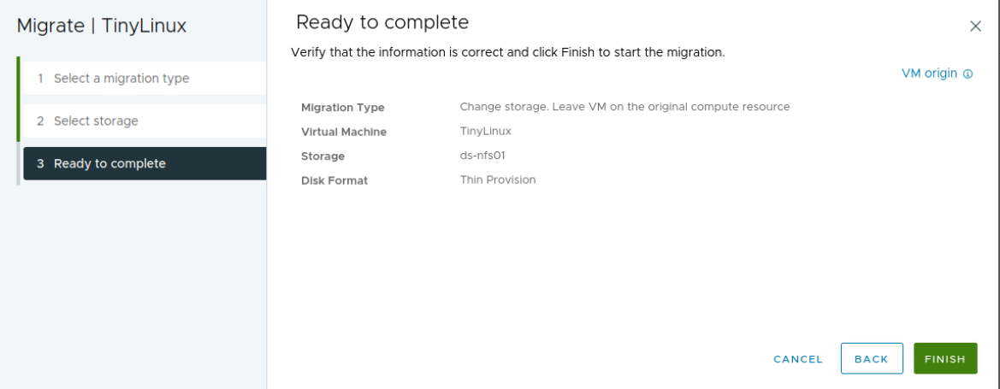 Migrate | TinyLinux
1 Select a migration type
2 Select storage
3 Ready to complete
Ready to complete
Verify that the information is correct and click Finish to start the migration.
VM origin
Migration Type Change storage. Leave VM on the original compute resource
Virtual Machine TinyLinux
Storage ds-nfs01
Disk Format Thin Provision
CANCEL BACK FINISH